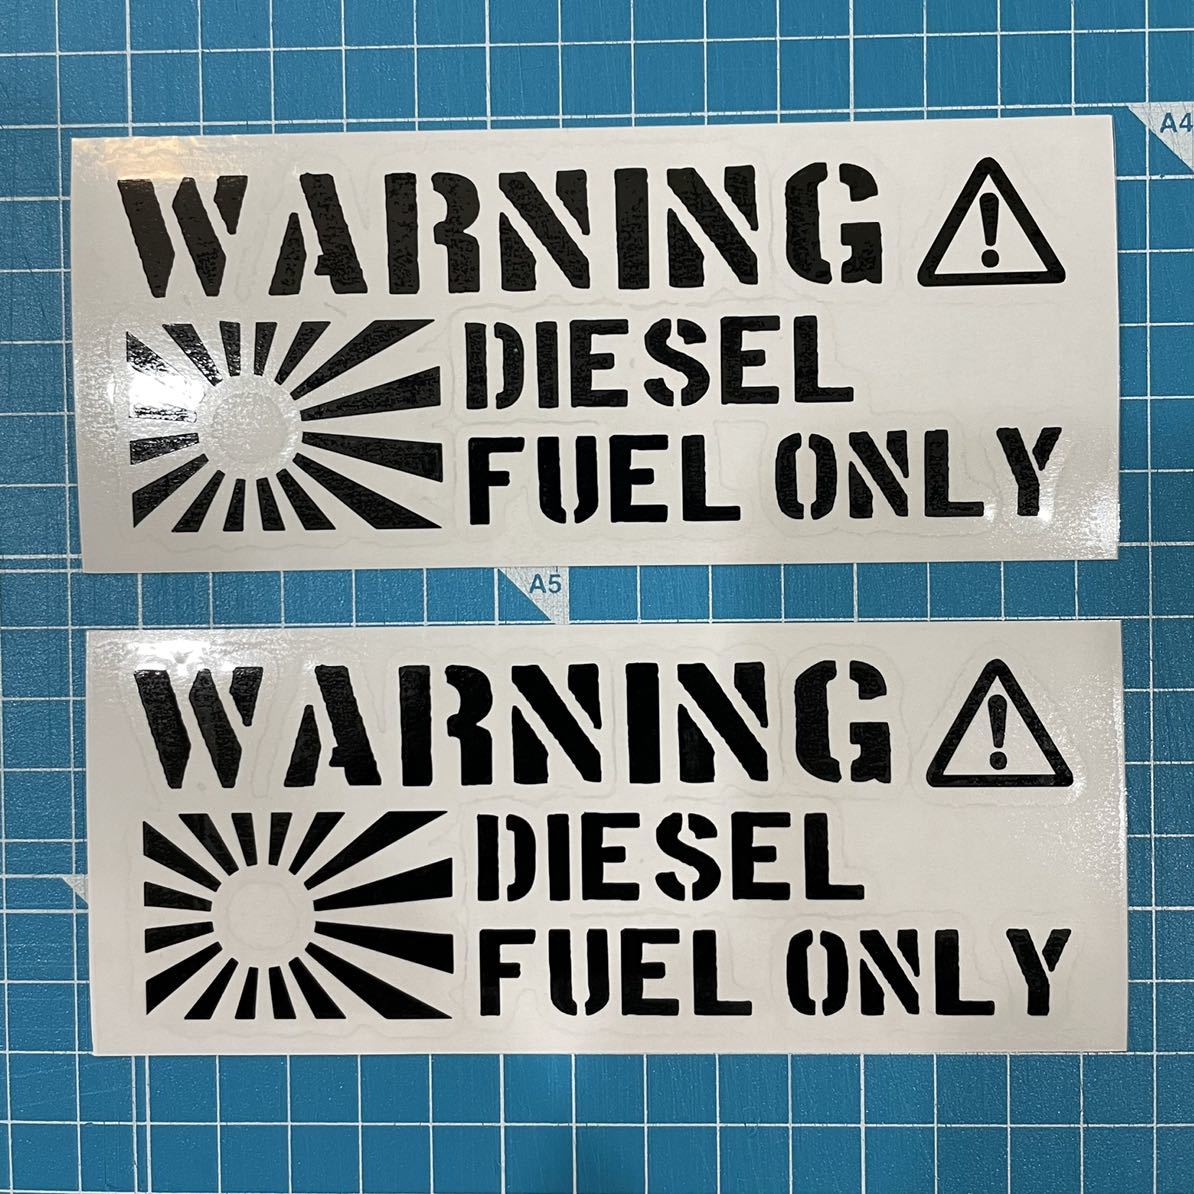 A4
WARNING
DIESEL
FUEL ONLY
A5
WARNING
DIESEL
FUEL ONLY